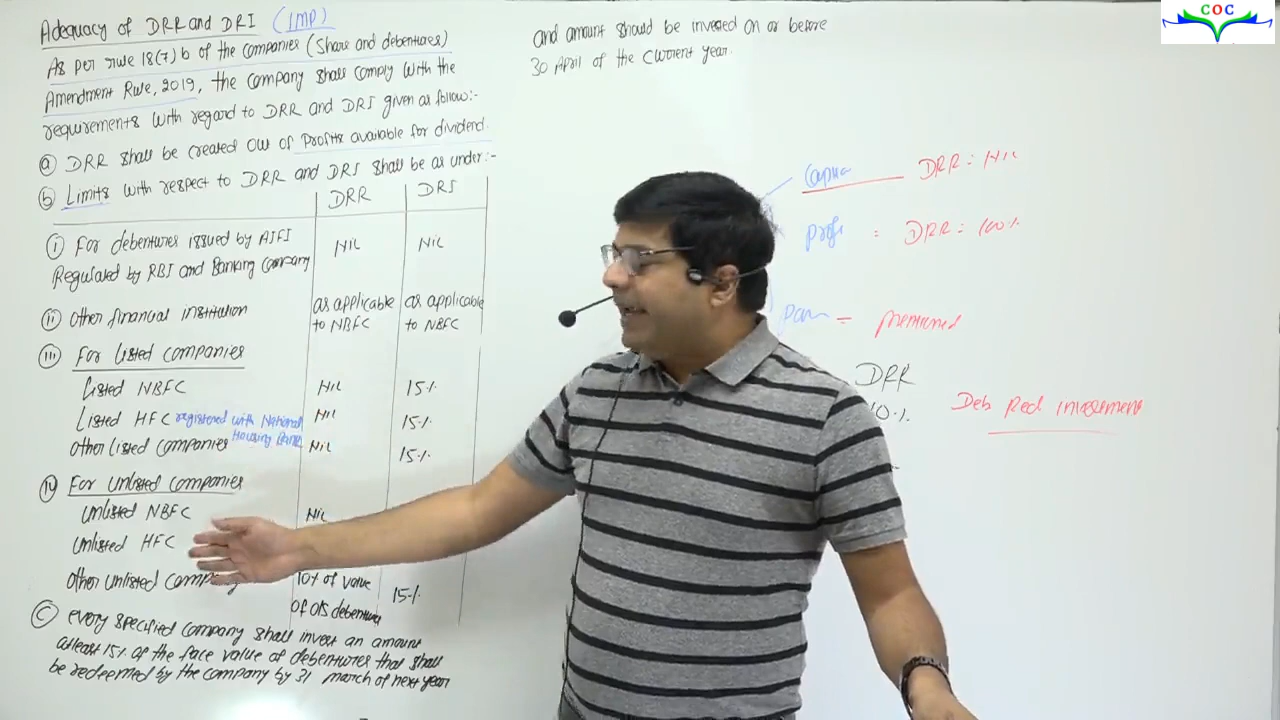 Adequacy of DRR and DRI (IMP)
As per rule 18(7) b of the companies (Share and debentures)
Amendment Rule, 2019, the company shall comply with the
requirements with regard to DRR and DRI given as follow:-
(a) DRR shall be created out of Profits available for dividend.
(b) Limits with respect to DRR and DRI shall be as under:-
DRR DRI
(i) For debentures issued by AIFI
Regulated by RBI and Banking Company
Nil Nil
(ii) Other financial institution
as applicable to NBFC
as applicable to NBFC
(iii) For listed companies
Listed NBFC Nil 15%
Listed HFC registered with National Housing Bank Nil 15%
Other Listed Companies Nil 15%
(iv) For Unlisted Companies
Unlisted NBFC Nil
Unlisted HFC
Other unlisted company
10% of value
of o/s debentures
15%
(c) every specified company shall invest an amount
atleast 15% of the face value of debentures that shall
be redeemed by the company by 31 march of next year
and amount should be invested on or before
30 April of the current year.
DRR = Nil
DRR = 100%
= mentioned
DRR
10%
Deb Red investment
COC